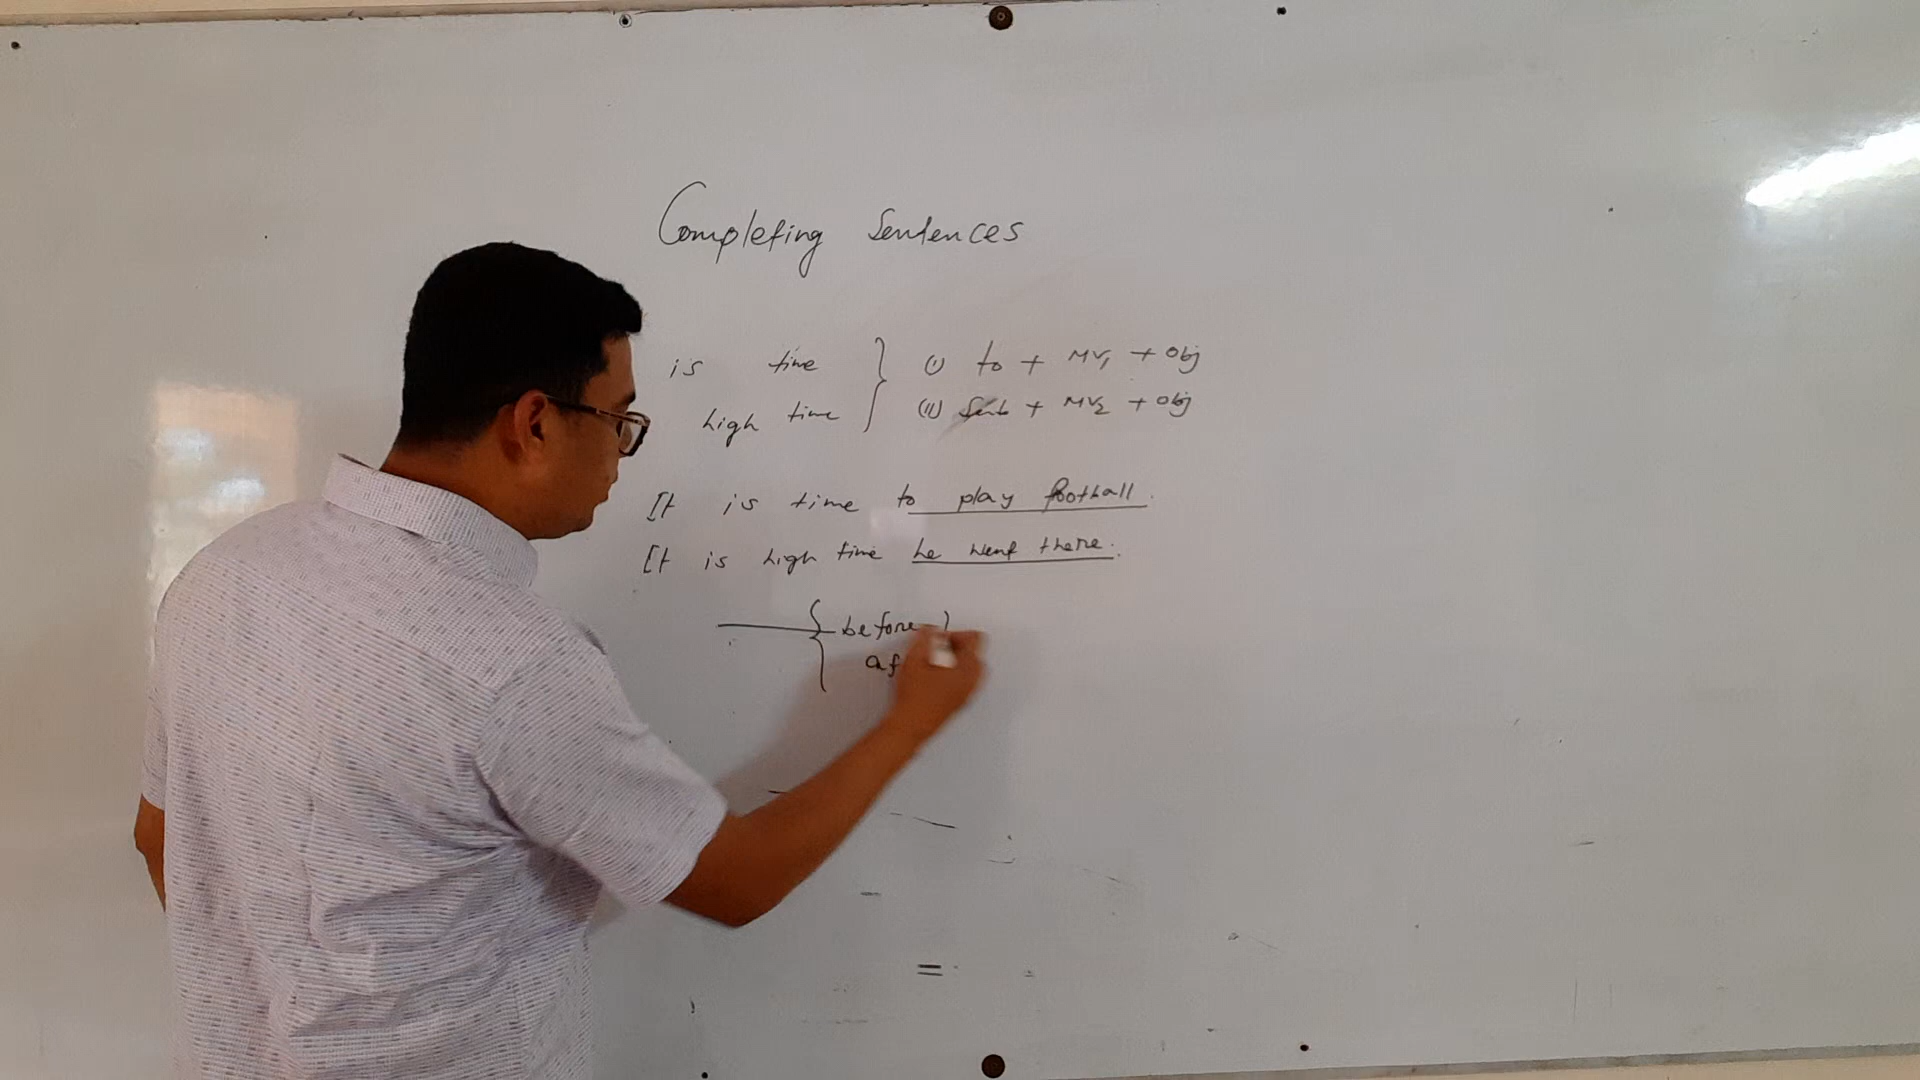 Completing Sentences
is time } (i) to + MV1 + Obj
high time } (ii) Sub + MV2 + Obj
It is time to play football.
It is high time he went there.
{ before }
af